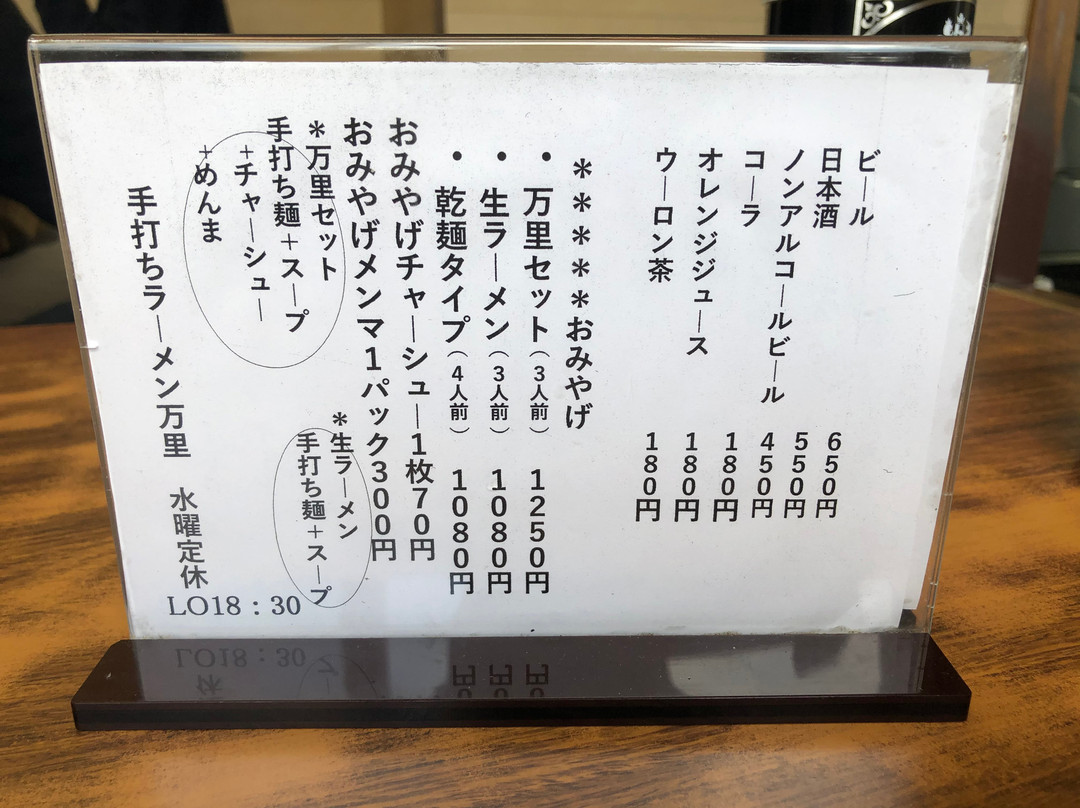 ビール 650円
日本酒 550円
ノンアルコールビール 450円
コーラ 180円
オレンジジュース 180円
ウーロン茶 180円
*****おみやげ
・万里セット(3人前) 1250円
・生ラーメン(3人前) 1080円
・乾麺タイプ(4人前) 1080円
おみやげチャーシュー1枚70円
おみやげメンマ1パック300円
*万里セット
手打ち麺+スープ
+チャーシュー
+めんま
*生ラーメン
手打ち麺+スープ
手打ちラーメン万里 水曜定休
LO18:30